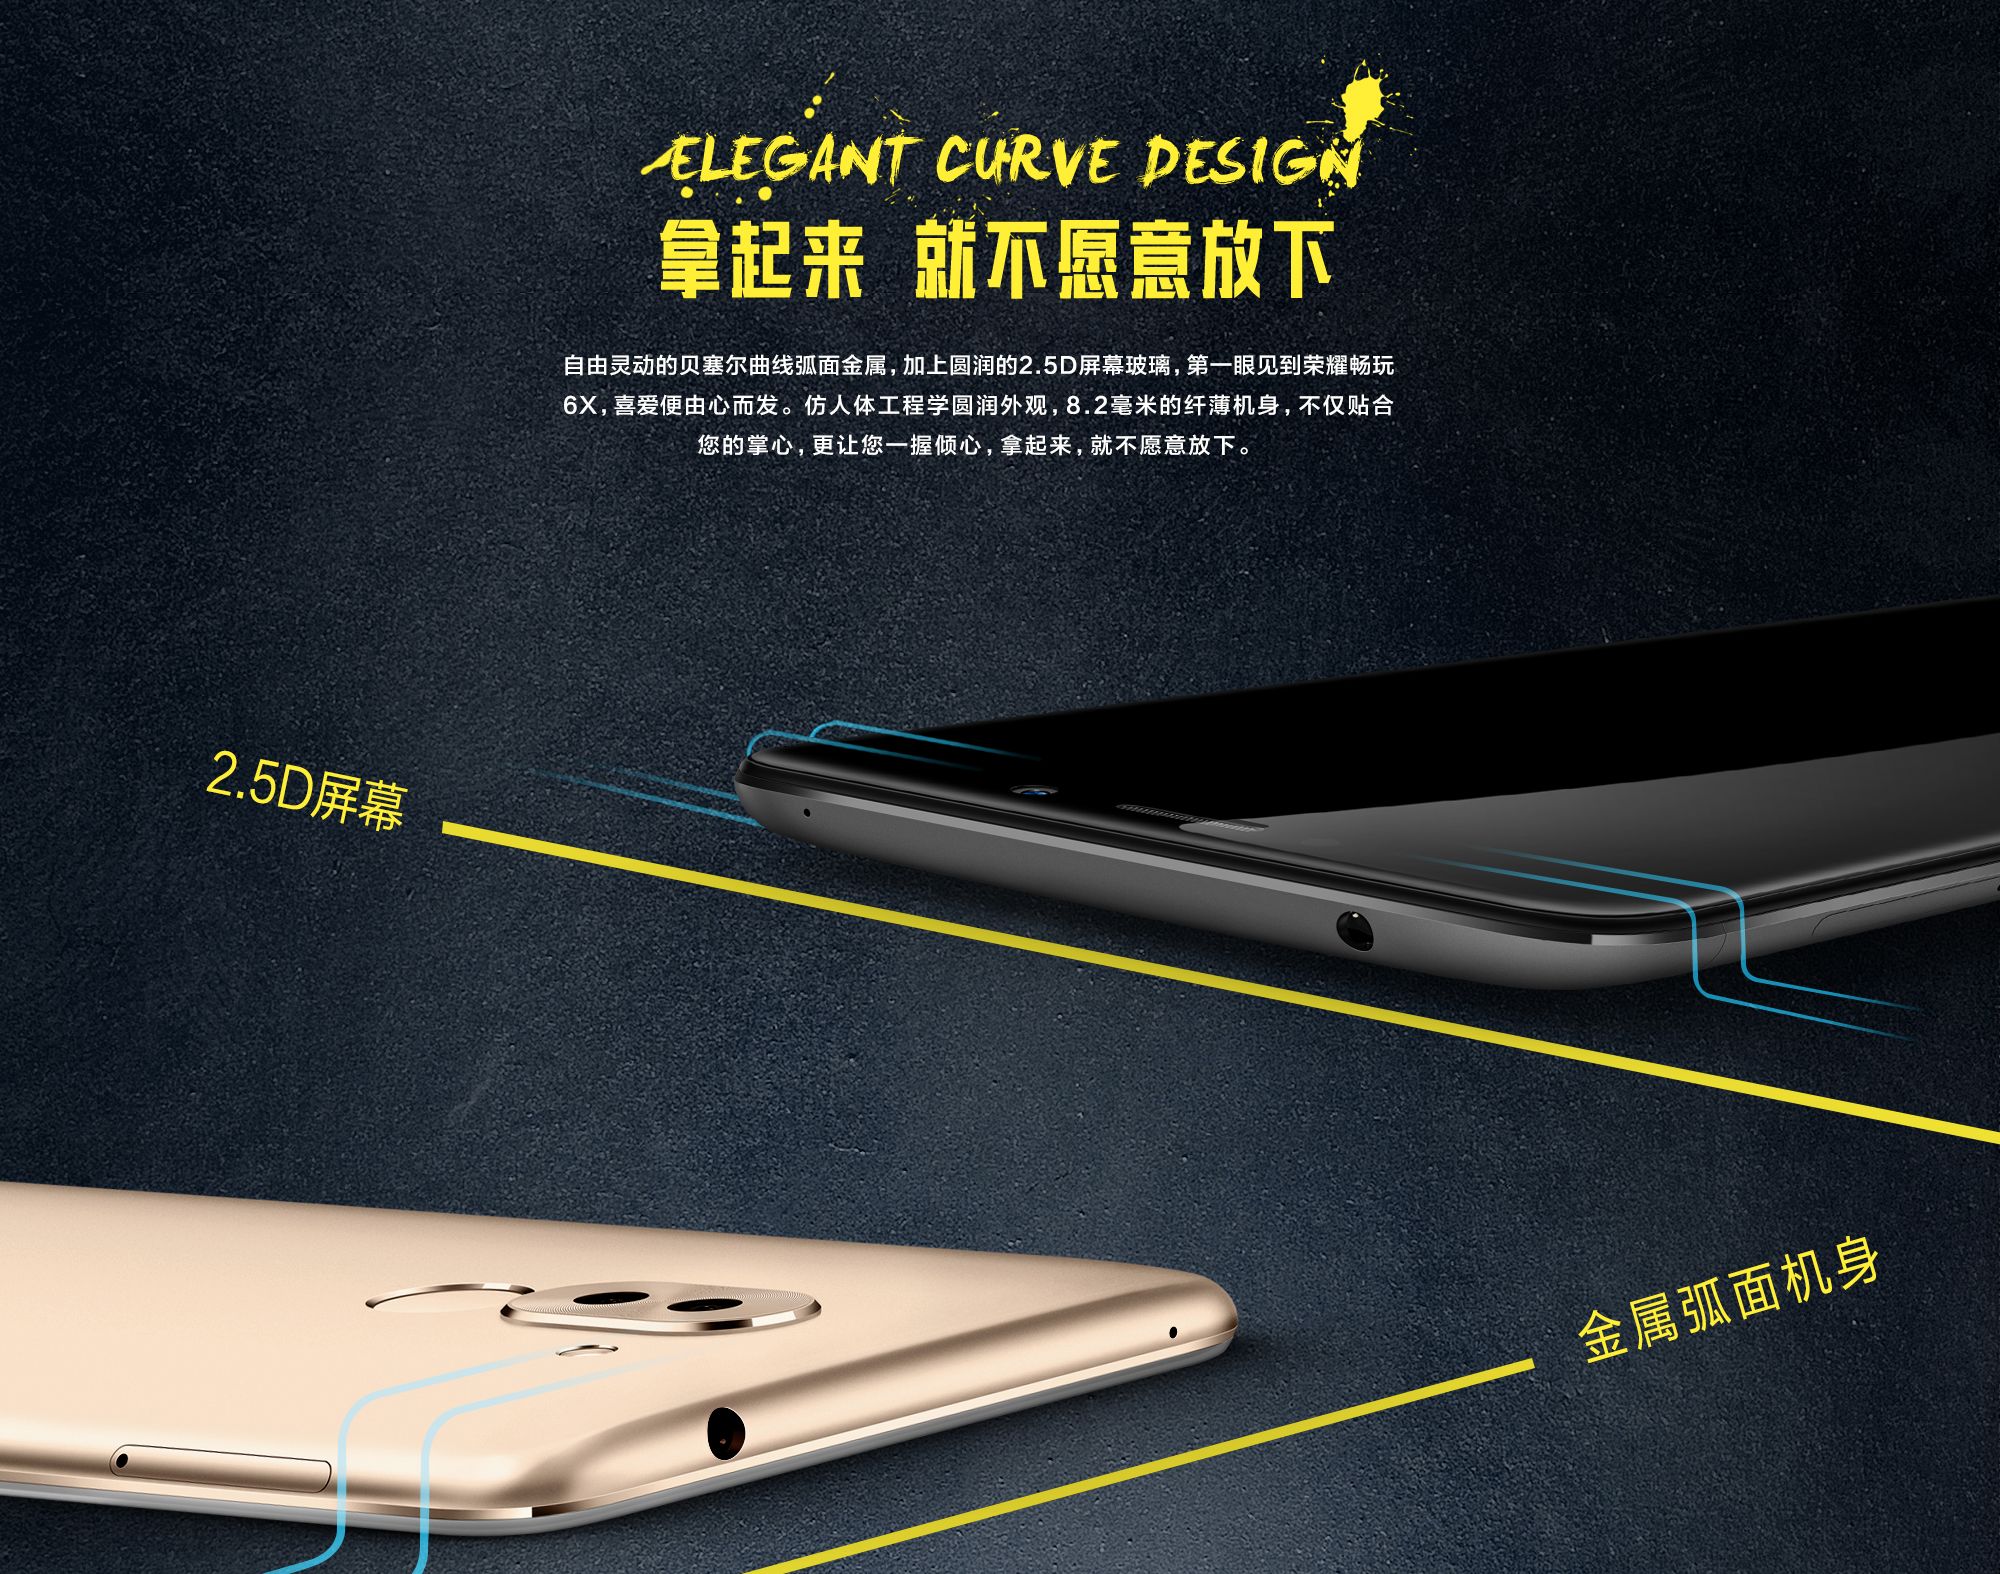 ELEGANT CURVE DESIGN
拿起来 就不愿意放下
自由灵动的贝塞尔曲线弧面金属，加上圆润的2.5D屏幕玻璃，第一眼见到荣耀畅玩
6X，喜爱便由心而发。仿人体工程学圆润外观，8.2毫米的纤薄机身，不仅贴合
您的掌心，更让您一握倾心，拿起来，就不愿意放下。
2.5D屏幕
金属弧面机身